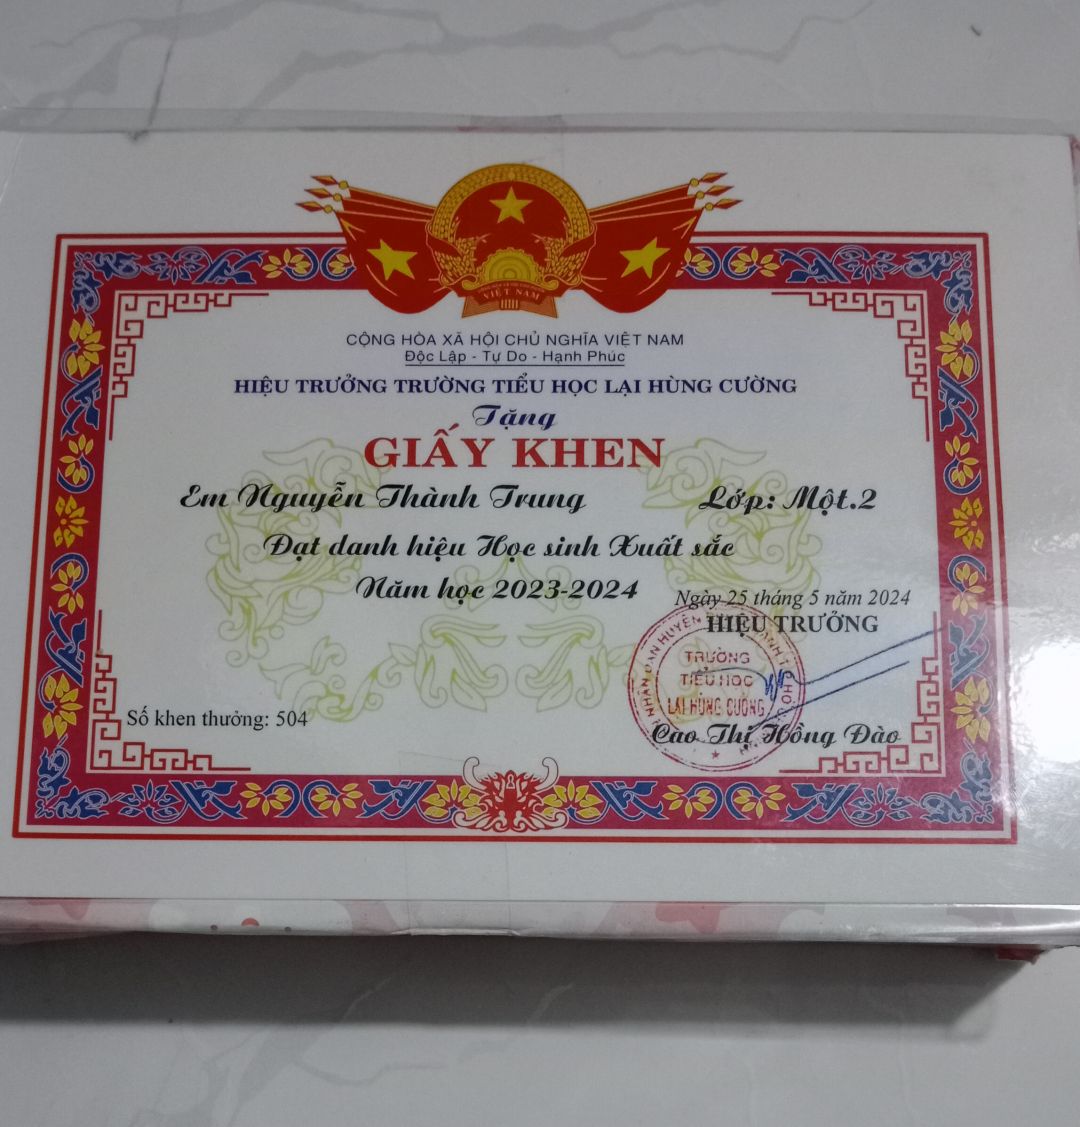 VIỆT NAM
CỘNG HÒA XÃ HỘI CHỦ NGHĨA VIỆT NAM
Độc Lập - Tự Do - Hạnh Phúc
HIỆU TRƯỞNG TRƯỜNG TIỂU HỌC LẠI HÙNG CƯỜNG
Tặng
GIẤY KHEN
Em Nguyễn Thành Trung Lớp: Một.2
Đạt danh hiệu Học sinh Xuất sắc
Năm học 2023-2024
Ngày 25 tháng 5 năm 2024
HIỆU TRƯỞNG
TRƯỜNG
TIỂU HỌC
LẠI HÙNG CƯỜNG
Số khen thưởng: 504
Cao Thị Hồng Đào